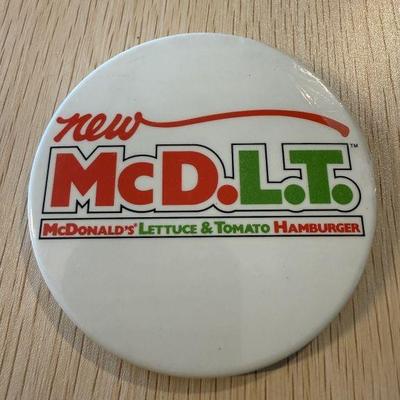 new
McD.L.T.™
McDonald's® Lettuce & Tomato Hamburger